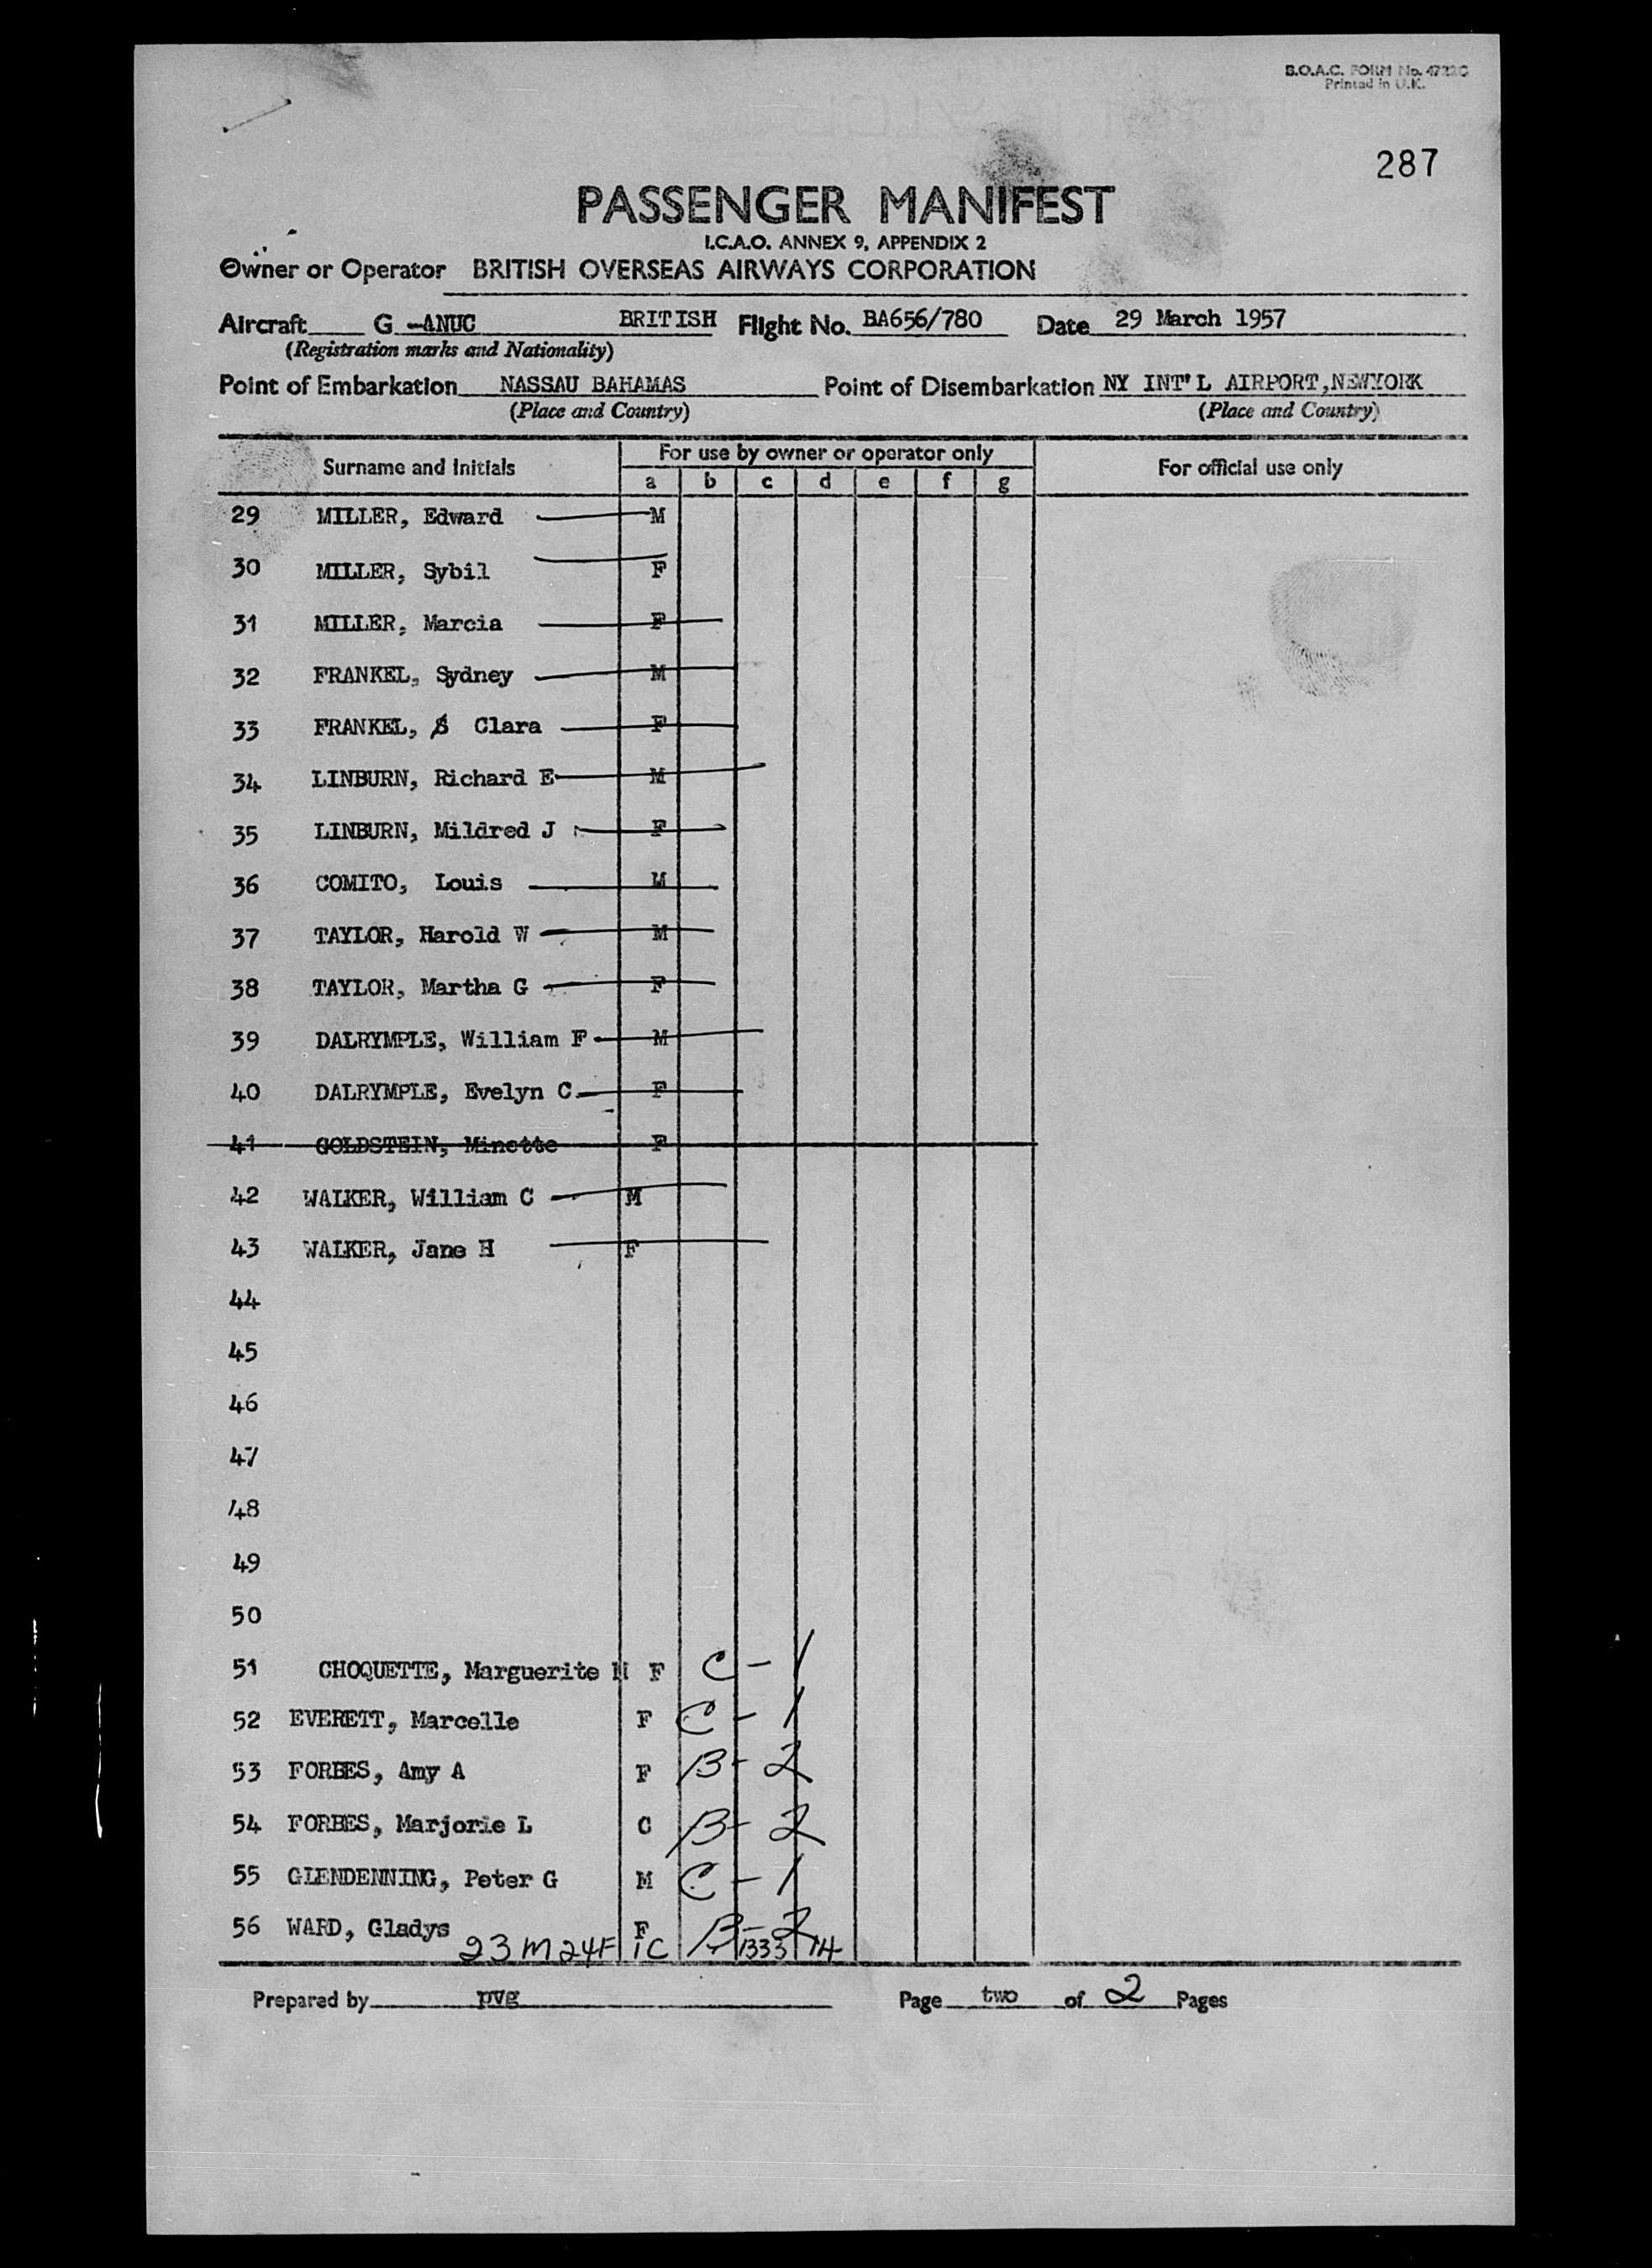 B.O.A.C. FORM No. 4722C
Printed in U.K.
287
PASSENGER MANIFEST
I.C.A.O. ANNEX 9, APPENDIX 2
Owner or Operator BRITISH OVERSEAS AIRWAYS CORPORATION
Aircraft G -ANUC BRITISH Flight No. BA656/780 Date 29 March 1957
(Registration marks and Nationality)
Point of Embarkation NASSAU BAHAMAS Point of Disembarkation NY INT'L AIRPORT,NEWYORK
(Place and Country) (Place and Country)
Surname and Initials For use by owner or operator only For official use only
a b c d e f g
29 MILLER, Edward M
30 MILLER, Sybil F
31 MILLER, Marcia F
32 FRANKEL, Sydney M
33 FRANKEL, S Clara F
34 LINBURN, Richard E M
35 LINBURN, Mildred J F
36 COMITO, Louis M
37 TAYLOR, Harold W M
38 TAYLOR, Martha G F
39 DALRYMPLE, William F M
40 DALRYMPLE, Evelyn C F
41 GOLDSTEIN, Minette F
42 WALKER, William C M
43 WALKER, Jane H F
44
45
46
47
48
49
50
51 CHOQUETTE, Marguerite F C - 1
52 EVERETT, Marcelle F C - 1
53 FORBES, Amy A F B - 2
54 FORBES, Marjorie L C B - 2
55 GLENDENNING, Peter G M C - 1
56 WARD, Gladys F B - 2
23 M 24F 1C 1333 14
Prepared by pvg Page two of 2 Pages